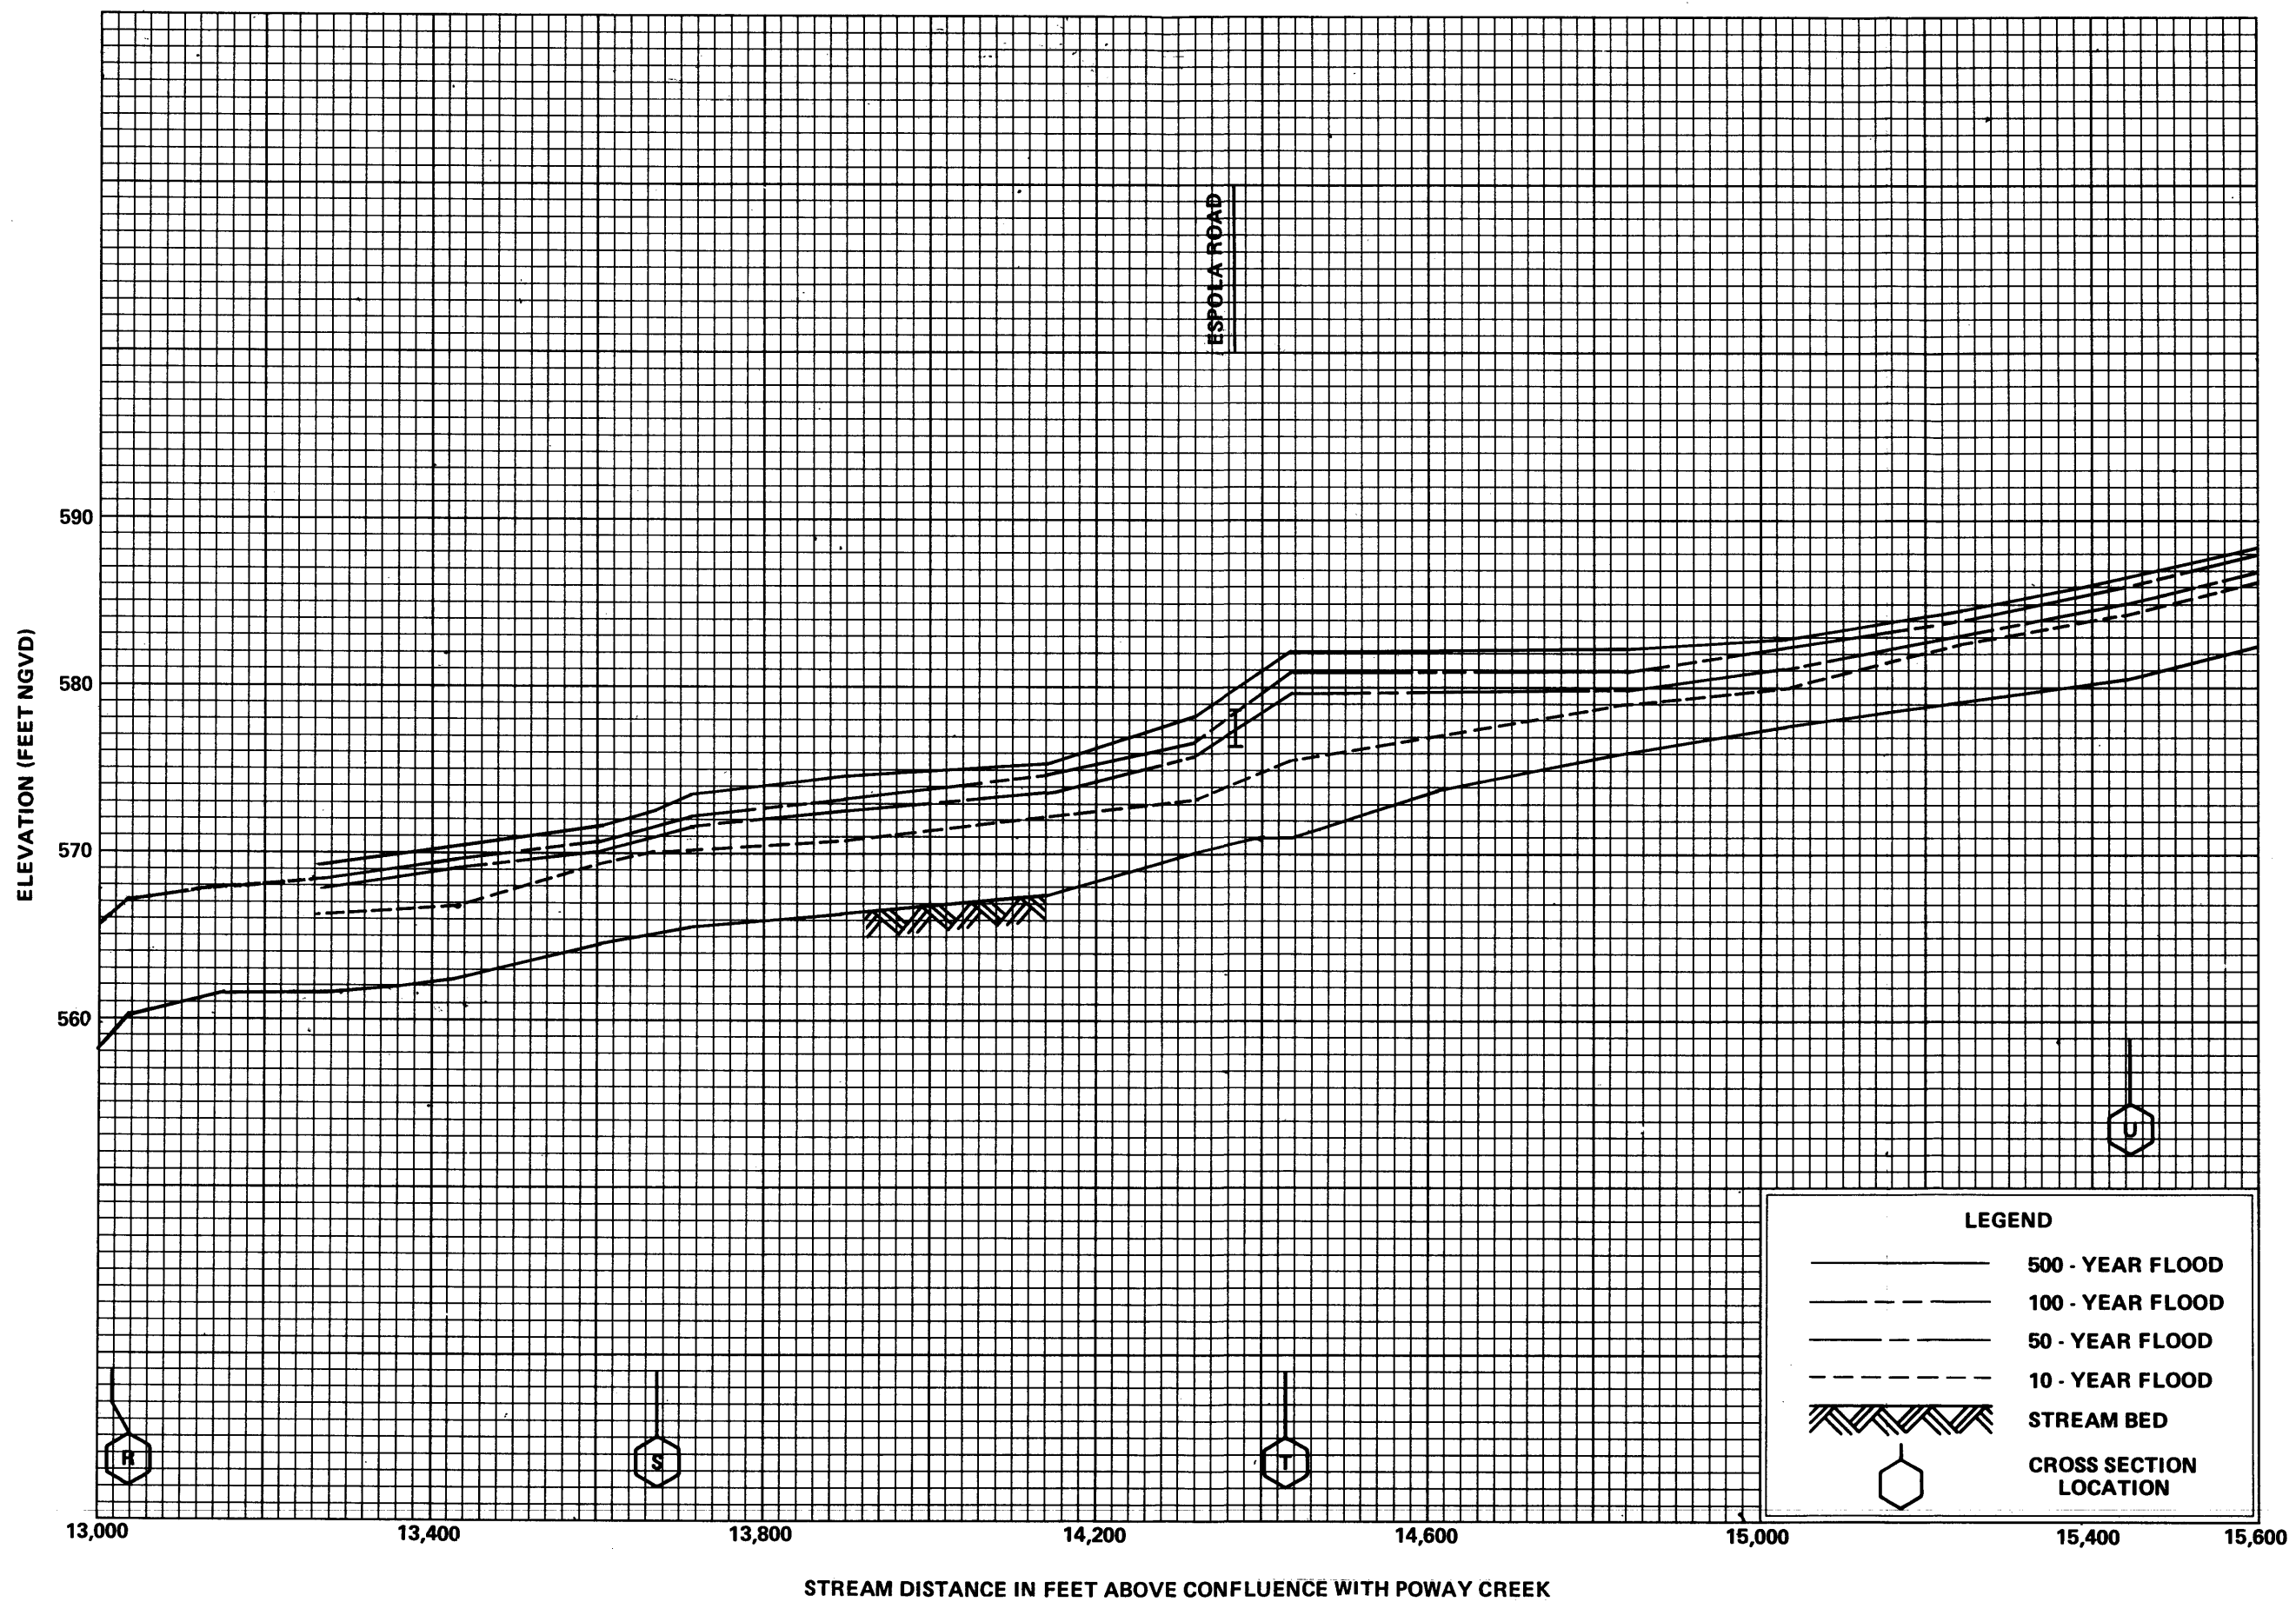 ESPOLA ROAD
ELEVATION (FEET NGVD)
590
580
570
560
R
S
T
U
LEGEND
500 - YEAR FLOOD
100 - YEAR FLOOD
50 - YEAR FLOOD
10 - YEAR FLOOD
STREAM BED
CROSS SECTION
LOCATION
13,000 13,400 13,800 14,200 14,600 15,000 15,400 15,600
STREAM DISTANCE IN FEET ABOVE CONFLUENCE WITH POWAY CREEK